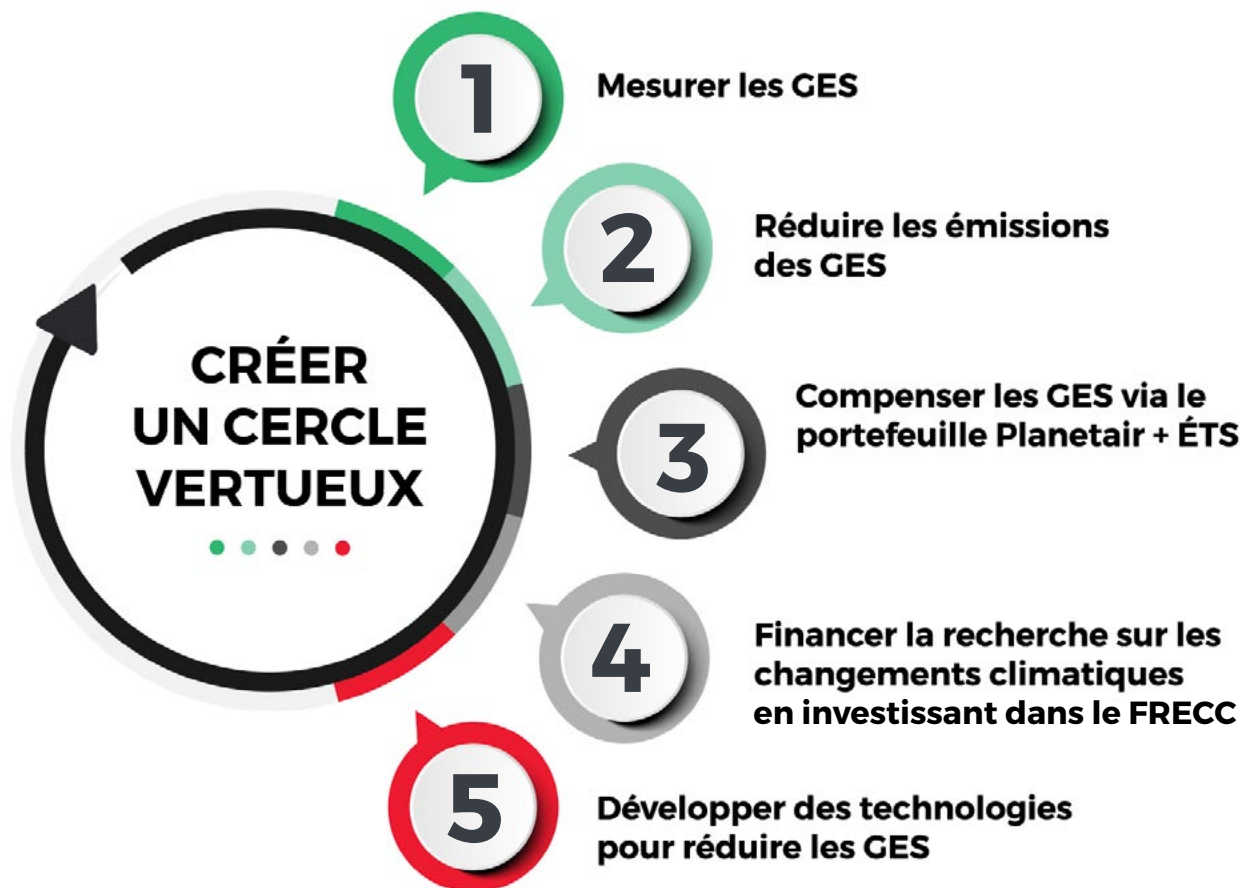 CRÉER
UN CERCLE
VERTUEUX
1
Mesurer les GES
2
Réduire les émissions
des GES
3
Compenser les GES via le
portefeuille Planetair + ÉTS
4
Financer la recherche sur les
changements climatiques
en investissant dans le FRECC
5
Développer des technologies
pour réduire les GES